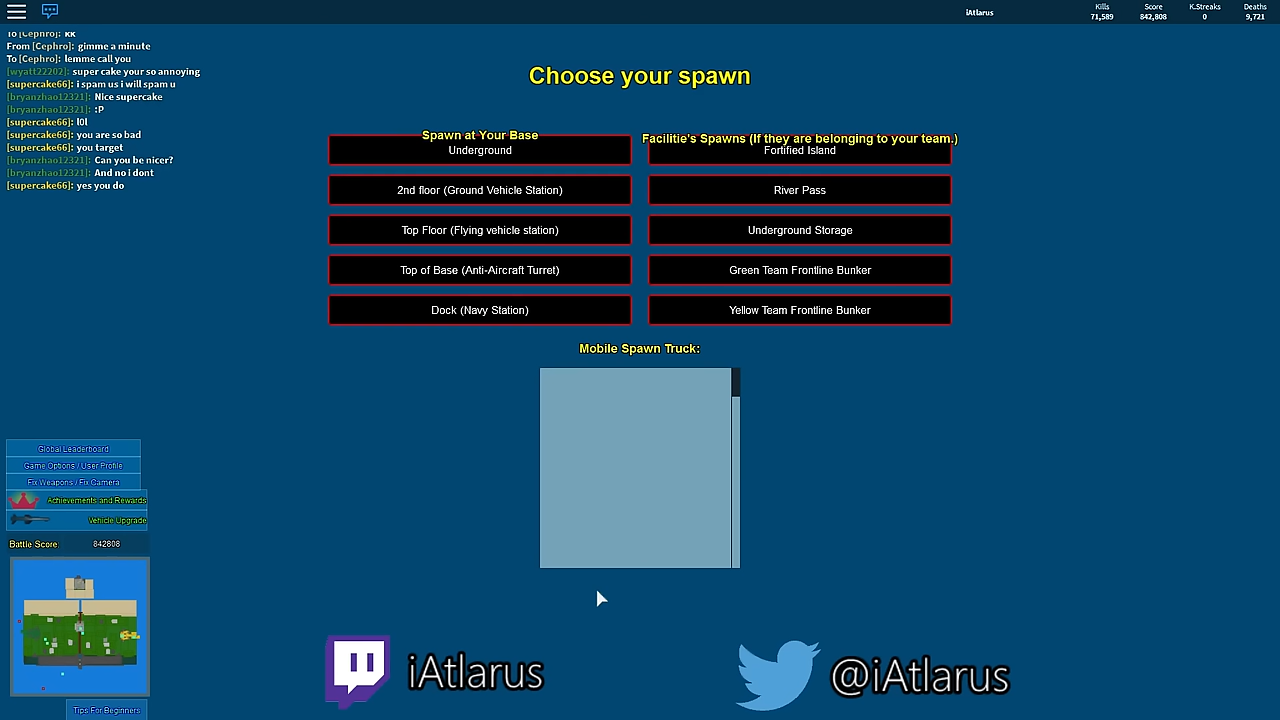 iAtlarus
Kills
71,589
Score
842,808
K.Streaks
0
Deaths
9,721
To [Cephro]: kk
From [Cephro]: gimme a minute
To [Cephro]: lemme call you
[wyatt22202]: super cake your so annoying
[supercake66]: i spam us i will spam u
[bryanzhao12321]: Nice supercake
[bryanzhao12321]: :P
[supercake66]: lol
[supercake66]: you are so bad
[supercake66]: you target
[bryanzhao12321]: Can you be nicer?
[bryanzhao12321]: And no i dont
[supercake66]: yes you do
Choose your spawn
Spawn at Your Base
Underground
2nd floor (Ground Vehicle Station)
Top Floor (Flying vehicle station)
Top of Base (Anti-Aircraft Turret)
Dock (Navy Station)
Facilitie's Spawns (If they are belonging to your team.)
Fortified Island
River Pass
Underground Storage
Green Team Frontline Bunker
Yellow Team Frontline Bunker
Mobile Spawn Truck:
Global Leaderboard
Game Options / User Profile
Fix Weapons / Fix Camera
Achievements and Rewards
Vehicle Upgrade
Battle Score: 842808
Tips For Beginners
iAtlarus
@iAtlarus